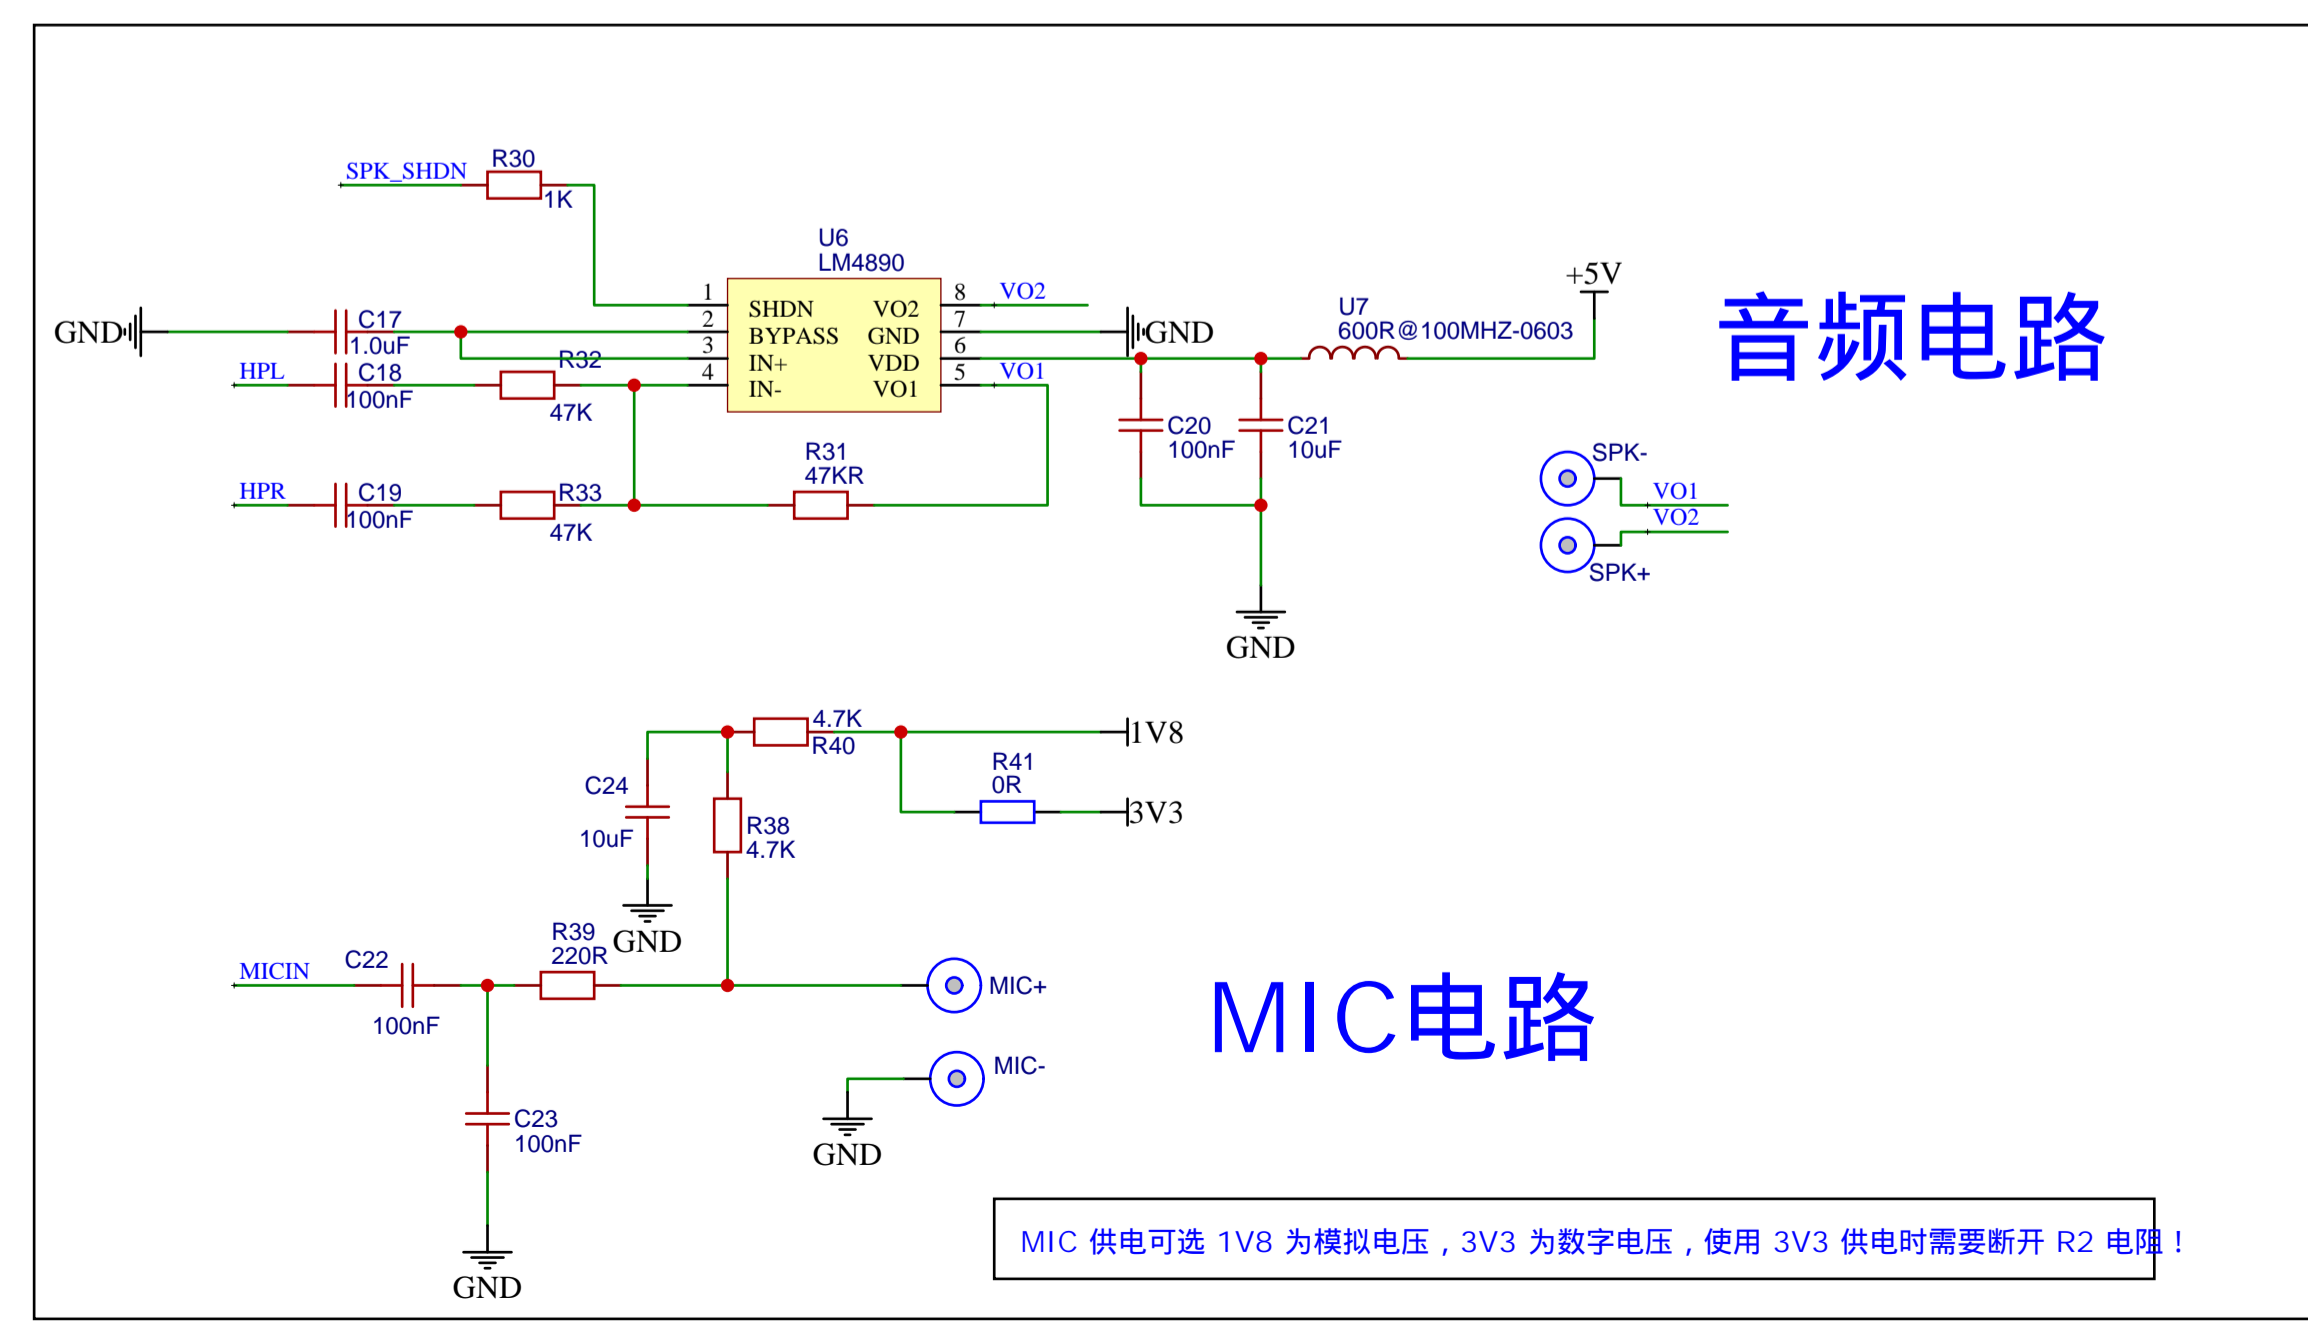 SPK_SHDN
R30
1K
U6
LM4890
1
2
3
4
SHDN
BYPASS
IN+
IN-
VO2
GND
VDD
VO1
8
7
6
5
VO2
VO1
GND
C17
1.0uF
HPL
C18
100nF
R32
47K
HPR
C19
100nF
R33
47K
R31
47KR
GND
U7
600R@100MHZ-0603
+5V
C20
100nF
C21
10uF
GND
音频电路
SPK-
VO1
VO2
SPK+
4.7K
R40
1V8
R41
0R
3V3
C24
10uF
GND
R38
4.7K
MICIN
C22
100nF
R39
220R
MIC+
MIC-
GND
C23
100nF
GND
MIC电路
MIC 供电可选 1V8 为模拟电压，3V3 为数字电压，使用 3V3 供电时需要断开 R2 电阻！